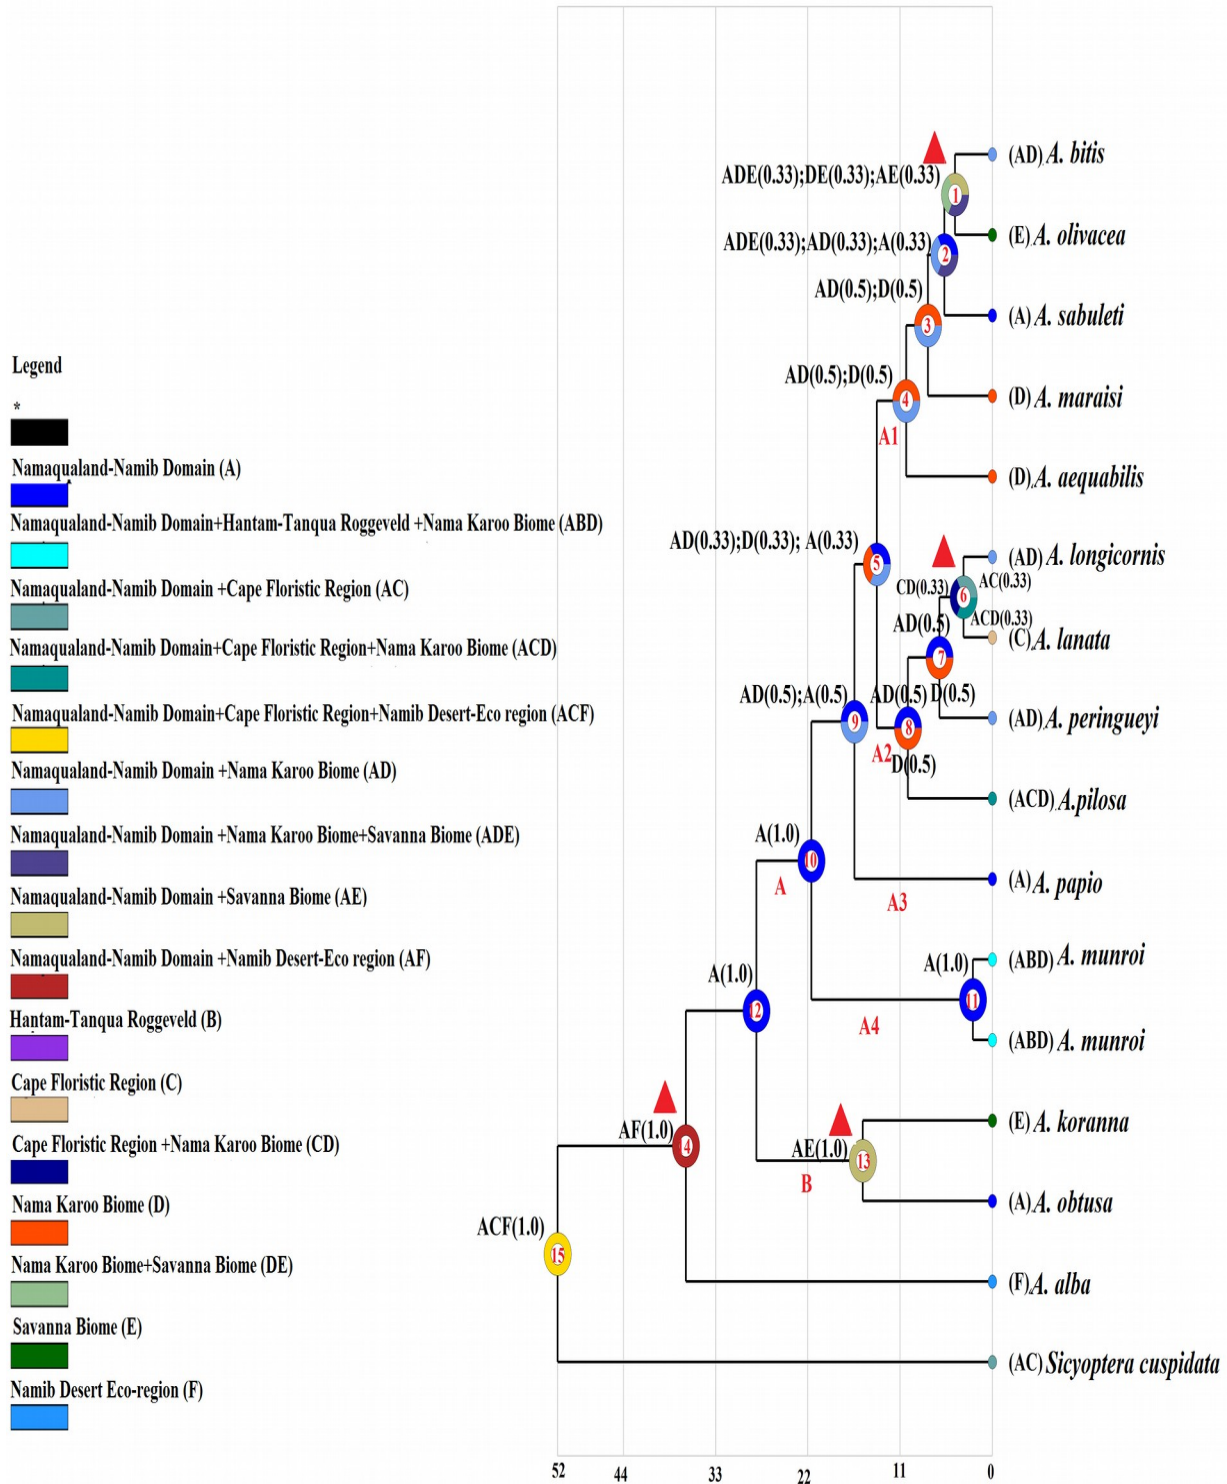 Legend
*
Namaqualand-Namib Domain (A)
Namaqualand-Namib Domain+Hantam-Tanqua Roggeveld +Nama Karoo Biome (ABD)
Namaqualand-Namib Domain +Cape Floristic Region (AC)
Namaqualand-Namib Domain+Cape Floristic Region+Nama Karoo Biome (ACD)
Namaqualand-Namib Domain+Cape Floristic Region+Namib Desert-Eco region (ACF)
Namaqualand-Namib Domain +Nama Karoo Biome (AD)
Namaqualand-Namib Domain +Nama Karoo Biome+Savanna Biome (ADE)
Namaqualand-Namib Domain +Savanna Biome (AE)
Namaqualand-Namib Domain +Namib Desert-Eco region (AF)
Hantam-Tanqua Roggeveld (B)
Cape Floristic Region (C)
Cape Floristic Region +Nama Karoo Biome (CD)
Nama Karoo Biome (D)
Nama Karoo Biome+Savanna Biome (DE)
Savanna Biome (E)
Namib Desert Eco-region (F)
(AD) A. bitis
ADE(0.33);DE(0.33);AE(0.33)
1
(E) A. olivacea
ADE(0.33);AD(0.33);A(0.33)
2
AD(0.5);D(0.5)
(A) A. sabuleti
3
AD(0.5);D(0.5)
4
(D) A. maraisi
A1
(D) A. aequabilis
AD(0.33);D(0.33); A(0.33)
5
(AD) A. longicornis
CD(0.33)
AC(0.33)
6
ACD(0.33)
(C) A. lanata
AD(0.5)
7
AD(0.5);A(0.5)
AD(0.5)
D(0.5)
(AD) A. peringueyi
9
8
A2
D(0.5)
(ACD) A.pilosa
A(1.0)
10
A
(A) A. papio
A3
A(1.0)
(ABD) A. munroi
A(1.0)
12
11
A4
(ABD) A. munroi
AF(1.0)
4
(E) A. koranna
AE(1.0)
13
B
(A) A. obtusa
ACF(1.0)
15
(F) A. alba
(AC) Sicyoptera cuspidata
52
44
33
22
11
0